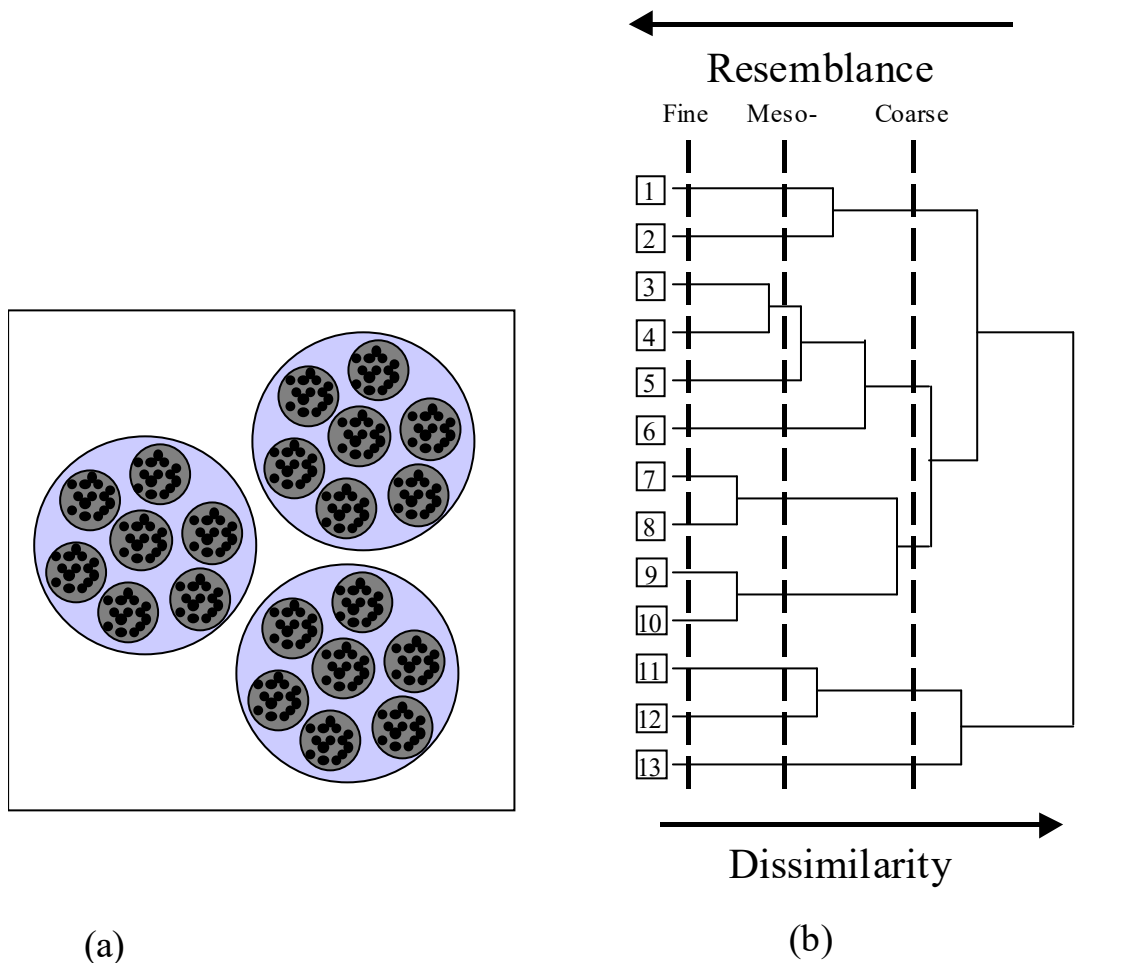 Resemblance
Fine Meso- Coarse
1
2
3
4
5
6
7
8
9
10
11
12
13
Dissimilarity
(a)
(b)